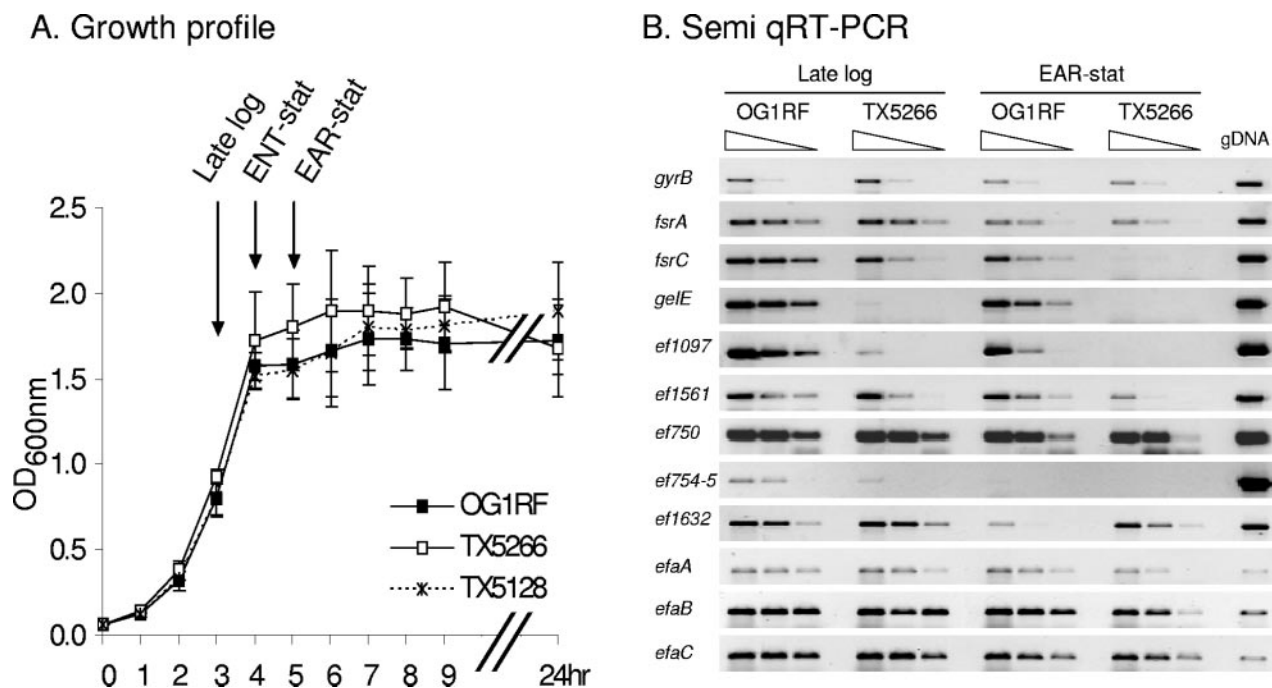 A. Growth profile
Late log
ENT-stat
EAR-stat
2.5
2.0
1.5
1.0
0.5
0.0
OD600nm
OG1RF
TX5266
TX5128
0 1 2 3 4 5 6 7 8 9 24hr
B. Semi qRT-PCR
Late log EAR-stat
OG1RF TX5266 OG1RF TX5266 gDNA
gyrB
fsrA
fsrC
gelE
ef1097
ef1561
ef750
ef754-5
ef1632
efaA
efaB
efaC